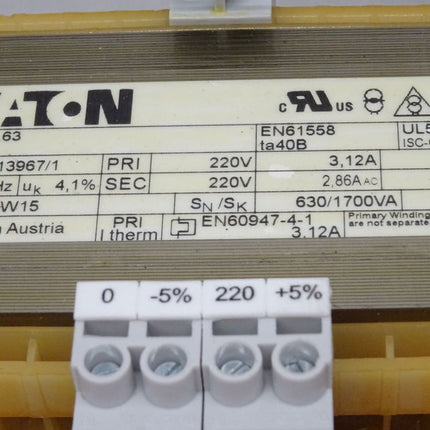 EATON
63
EN61558
ta40B
c RU us
UL5
ISC-
13967/1 PRI 220V 3,12A
Hz uk 4,1% SEC 220V 2,86A AC
W15 SN /SK 630/1700VA
n Austria PRI I therm EN60947-4-1 3.12A
Primary Winding
are not separate
0 -5% 220 +5%